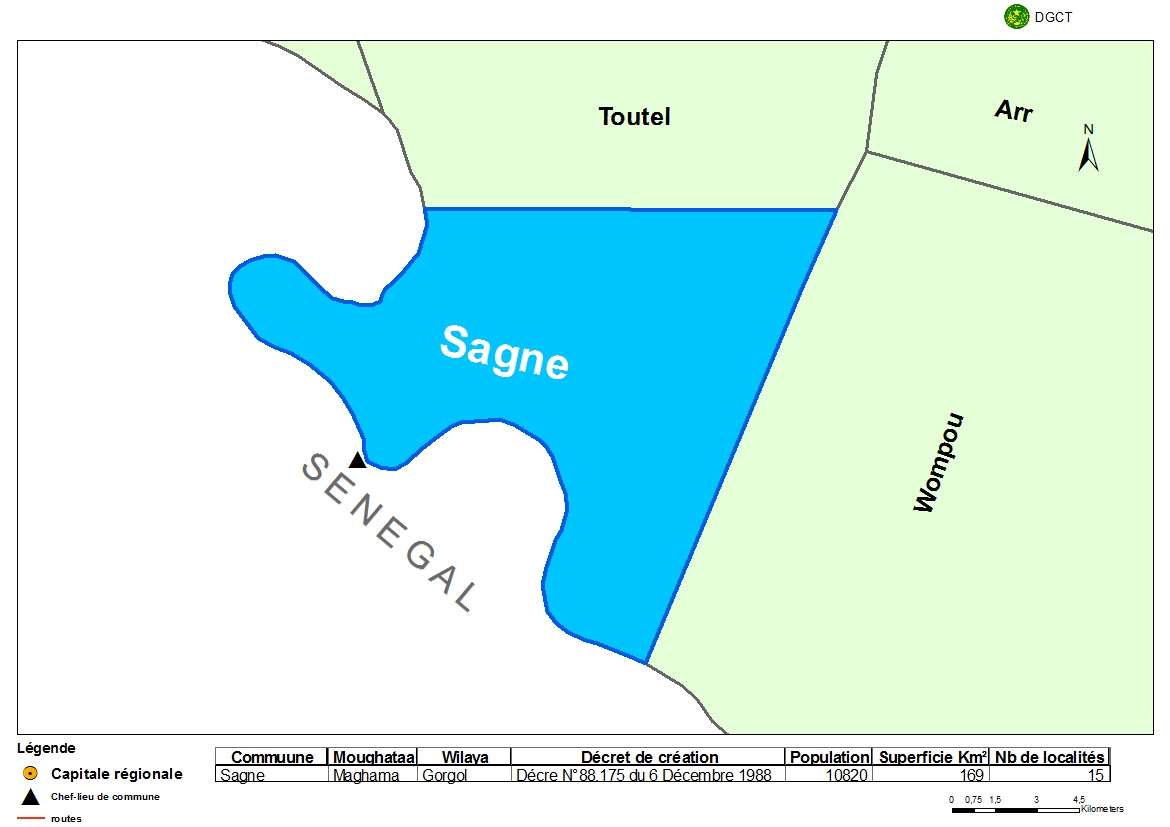 DGCT
Toutel
Arr
N
Sagne
Wompou
SENEGAL
Légende
Capitale régionale
Chef-lieu de commune
routes
Commuune Moughataa Wilaya Décret de création Population Superficie Km² Nb de localités
Sagne Maghama Gorgol Décre N°88.175 du 6 Décembre 1988 10820 169 15
0 0,75 1,5 3 4,5
Kilometers